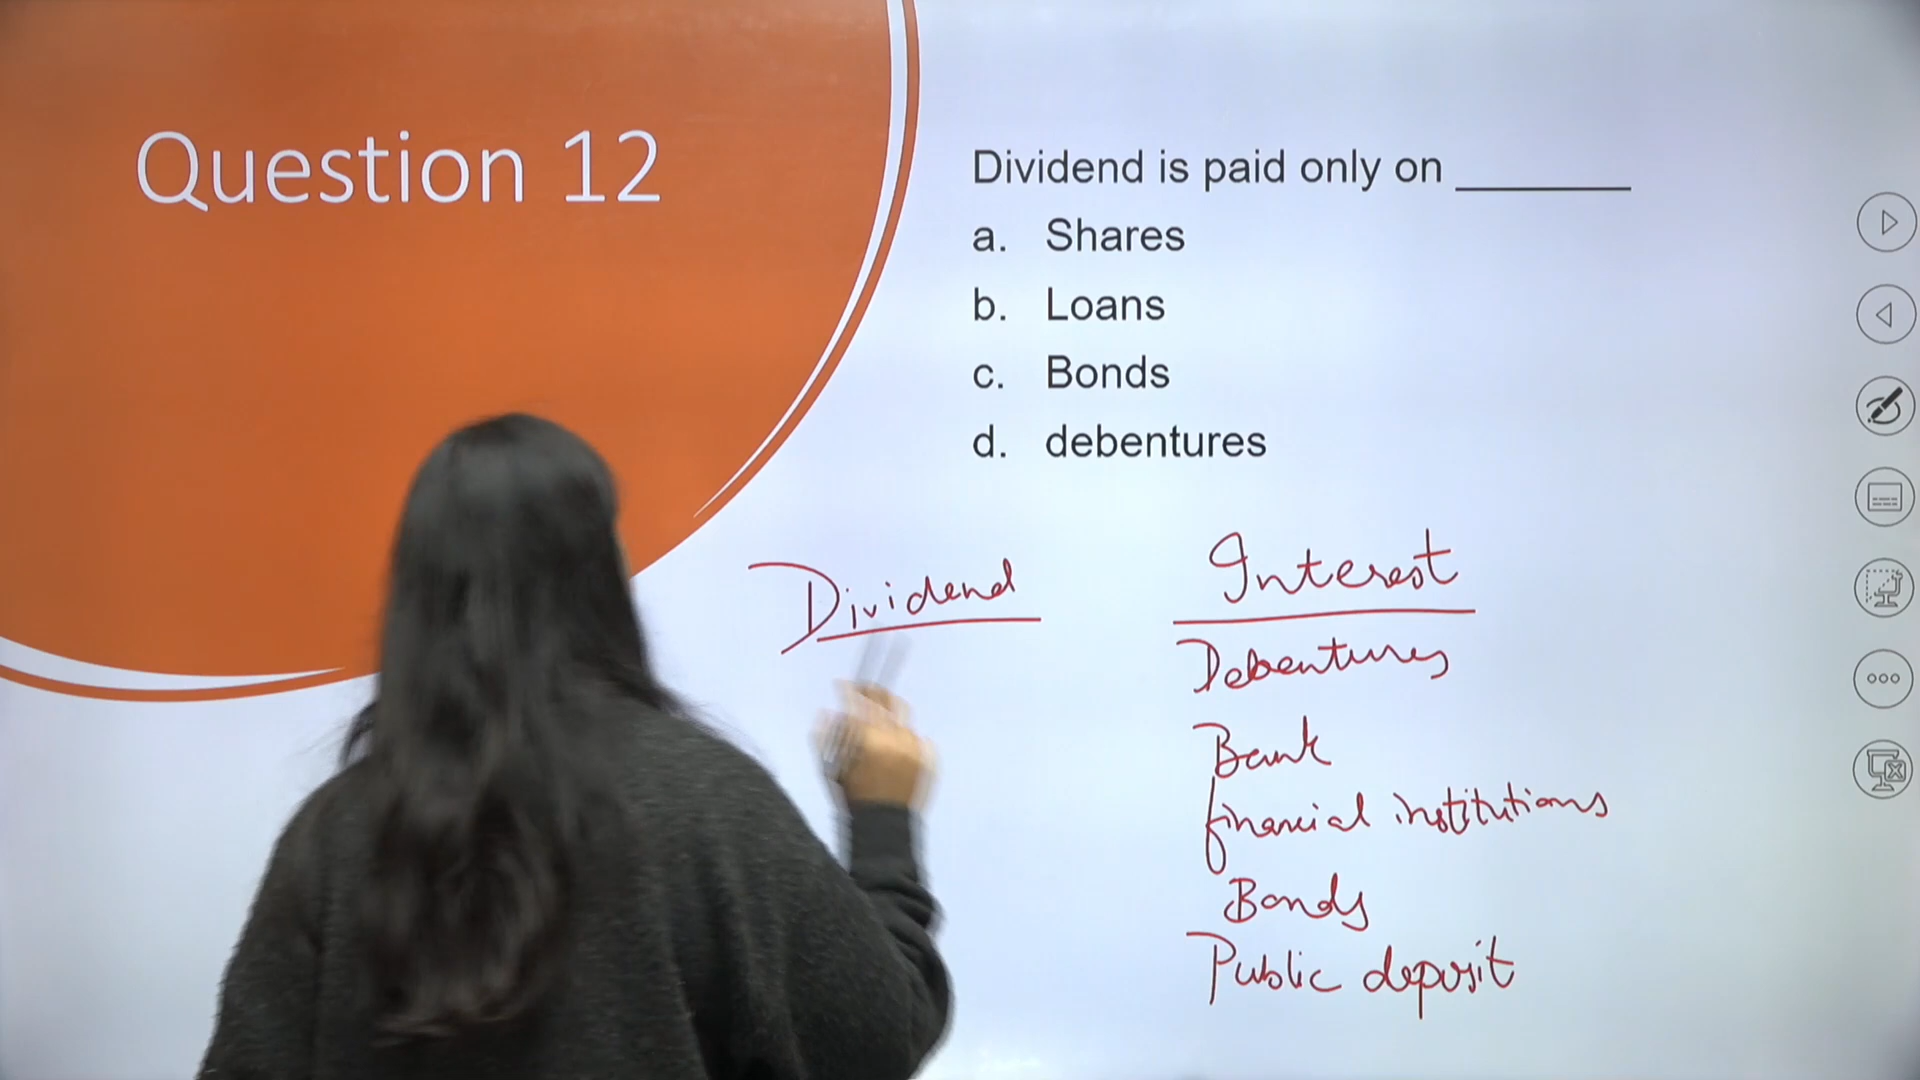 Question 12
Dividend is paid only on ________
a. Shares
b. Loans
c. Bonds
d. debentures
Dividend
Interest
Debentures
Bank
financial institutions
Bonds
Public deposit